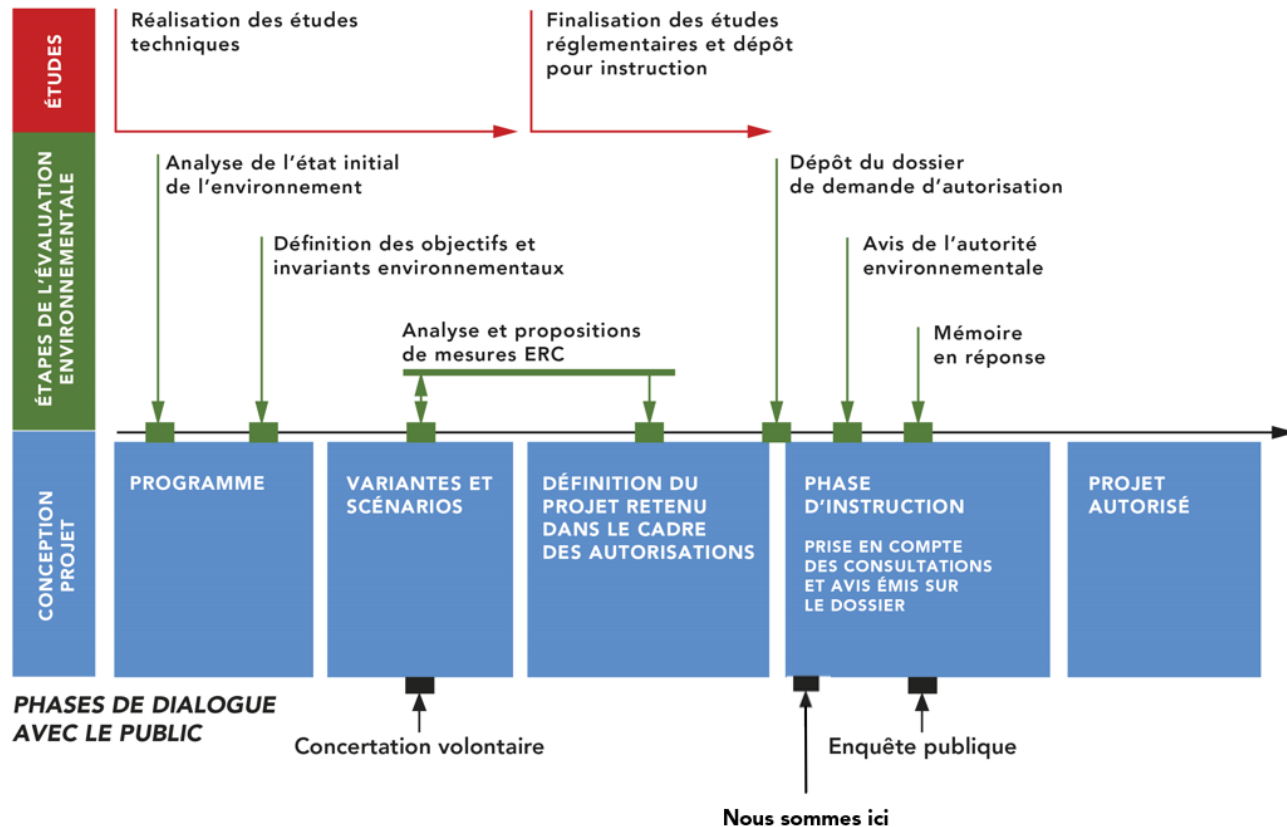 ÉTUDES
Réalisation des études
techniques
Finalisation des études
réglementaires et dépôt
pour instruction
ÉTAPES DE L'ÉVALUATION
ENVIRONNEMENTALE
Analyse de l'état initial
de l'environnement
Définition des objectifs et
invariants environnementaux
Analyse et propositions
de mesures ERC
Dépôt du dossier
de demande d'autorisation
Avis de l'autorité
environnementale
Mémoire
en réponse
CONCEPTION
PROJET
PROGRAMME
VARIANTES ET
SCÉNARIOS
DÉFINITION DU
PROJET RETENU
DANS LE CADRE
DES AUTORISATIONS
PHASE
D'INSTRUCTION
PRISE EN COMPTE
DES CONSULTATIONS
ET AVIS ÉMIS SUR
LE DOSSIER
PROJET
AUTORISÉ
PHASES DE DIALOGUE
AVEC LE PUBLIC
Concertation volontaire
Enquête publique
Nous sommes ici